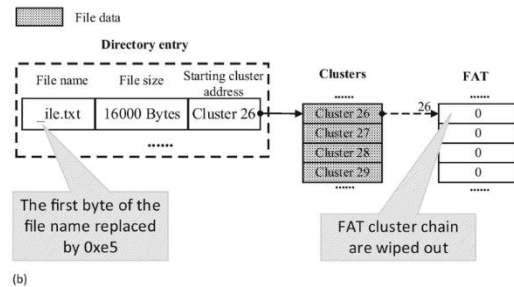 File data
Directory entry
File name File size Starting cluster address
_ile.txt 16000 Bytes Cluster 26
......
Clusters
......
Cluster 26
Cluster 27
Cluster 28
Cluster 29
......
FAT
......
26 0
0
0
0
......
The first byte of the
file name replaced
by 0xe5
FAT cluster chain
are wiped out
(b)